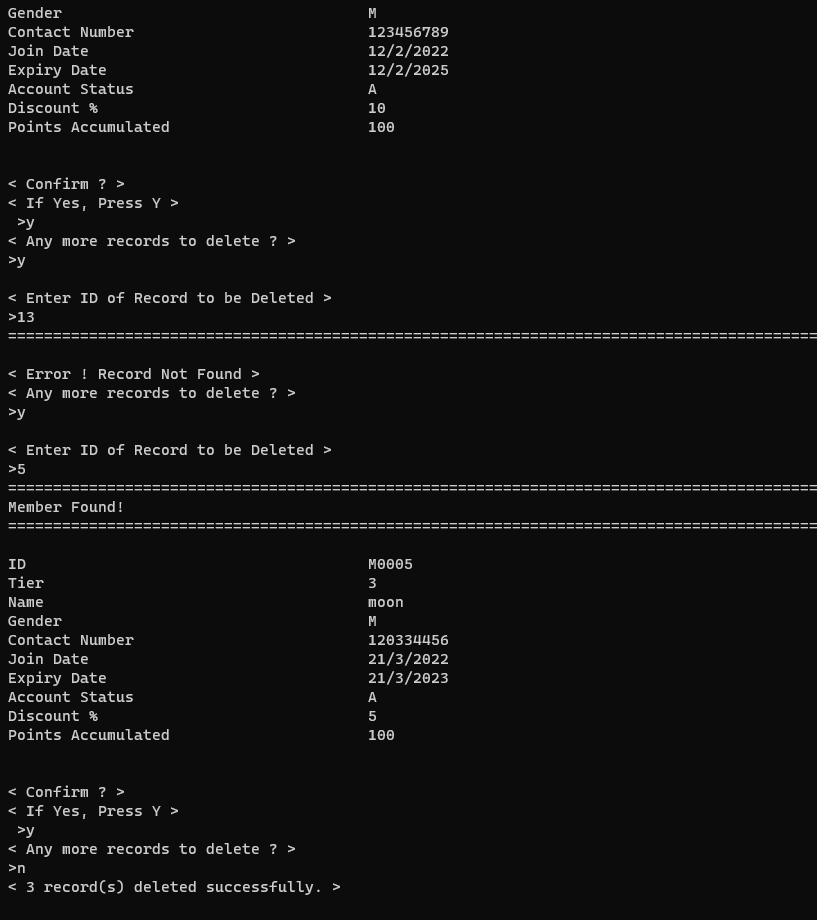 Gender M
Contact Number 123456789
Join Date 12/2/2022
Expiry Date 12/2/2025
Account Status A
Discount % 10
Points Accumulated 100
< Confirm ? >
< If Yes, Press Y >
>y
< Any more records to delete ? >
>y
< Enter ID of Record to be Deleted >
>13
==========================================================================================
< Error ! Record Not Found >
< Any more records to delete ? >
>y
< Enter ID of Record to be Deleted >
>5
==========================================================================================
Member Found!
==========================================================================================
ID M0005
Tier 3
Name moon
Gender M
Contact Number 120334456
Join Date 21/3/2022
Expiry Date 21/3/2023
Account Status A
Discount % 5
Points Accumulated 100
< Confirm ? >
< If Yes, Press Y >
>y
< Any more records to delete ? >
>n
< 3 record(s) deleted successfully. >